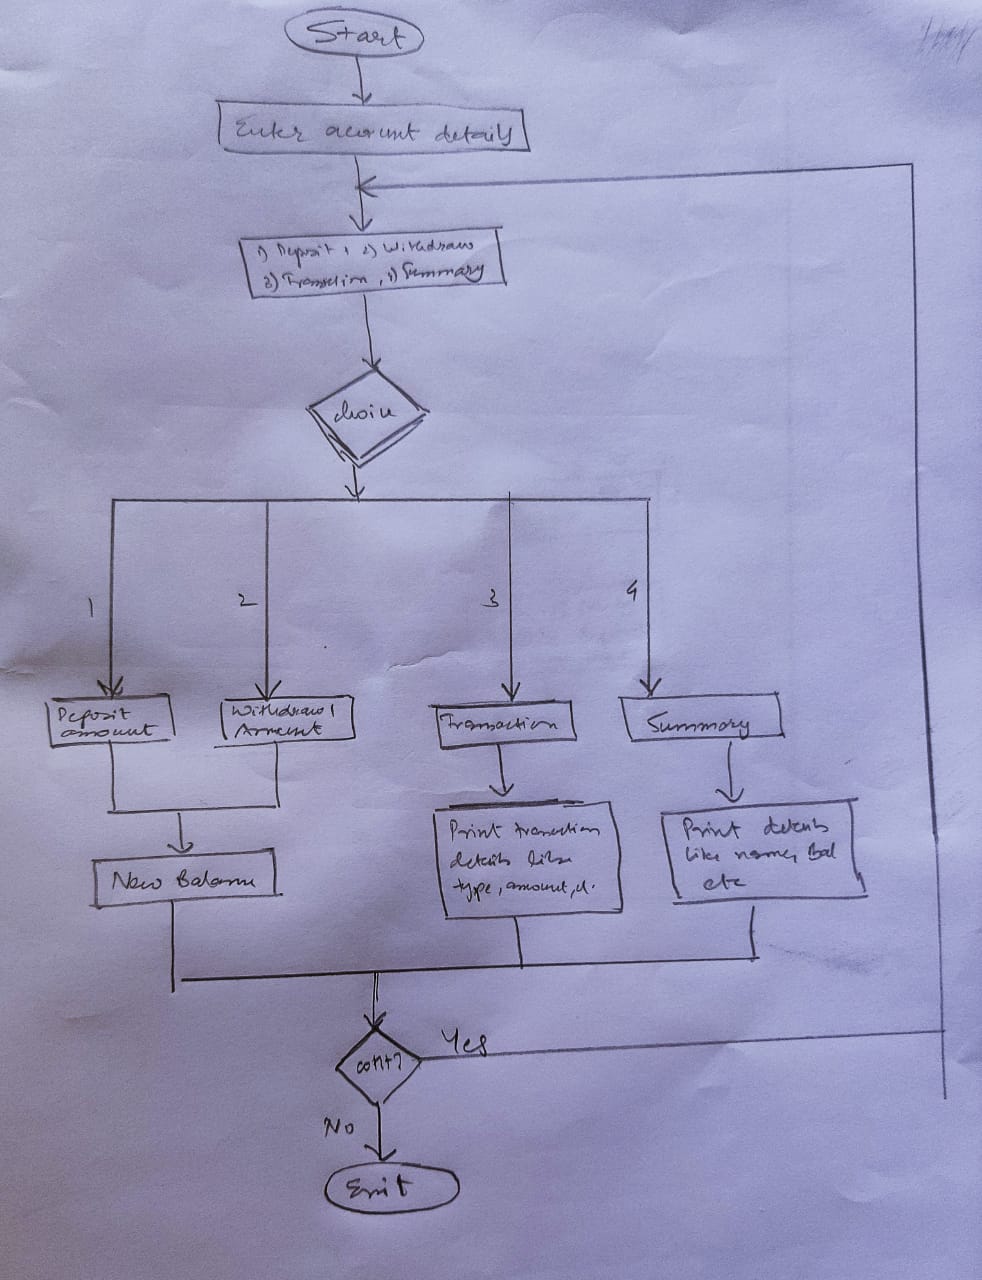 Start
Enter account details
1) Deposit, 2) Withdraw
3) Transaction, 4) Summary
choice
1
2
3
4
Deposit
amount
Withdrawl
Amount
Transaction
Summary
New Balance
Print transaction
details like
type, amount,
Print details
like name, Bal
etc
cont?
Yes
No
Exit